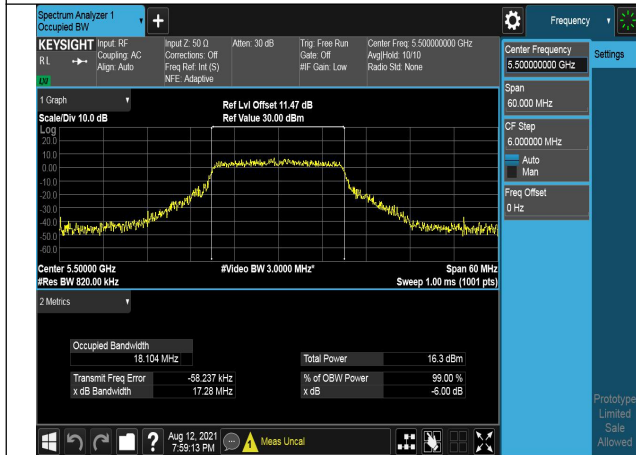 Spectrum Analyzer 1
Occupied BW
Frequency
KEYSIGHT
Input: RF
Coupling: AC
Align: Auto
Input Z: 50 Ω
Corrections: Off
Freq Ref: Int (S)
NFE: Adaptive
Atten: 30 dB
Trig: Free Run
Gate: Off
#IF Gain: Low
Center Freq: 5.500000000 GHz
Avg|Hold: 10/10
Radio Std: None
R L
Center Frequency
5.500000000 GHz
Settings
Span
60.000 MHz
CF Step
6.000000 MHz
Auto
Man
Freq Offset
0 Hz
1 Graph
Scale/Div 10.0 dB
Ref Lvl Offset 11.47 dB
Ref Value 30.00 dBm
Log
20.0
10.0
0.00
-10.0
-20.0
-30.0
-40.0
-50.0
-60.0
Center 5.50000 GHz
#Res BW 820.00 kHz
#Video BW 3.0000 MHz*
Span 60 MHz
Sweep 1.00 ms (1001 pts)
2 Metrics
Occupied Bandwidth
18.104 MHz
Total Power 16.3 dBm
Transmit Freq Error -58.237 kHz
% of OBW Power 99.00 %
x dB Bandwidth 17.28 MHz
x dB -6.00 dB
Prototype
Limited
Sale
Allowed
?
Aug 12, 2021
7:59:13 PM
Meas Uncal